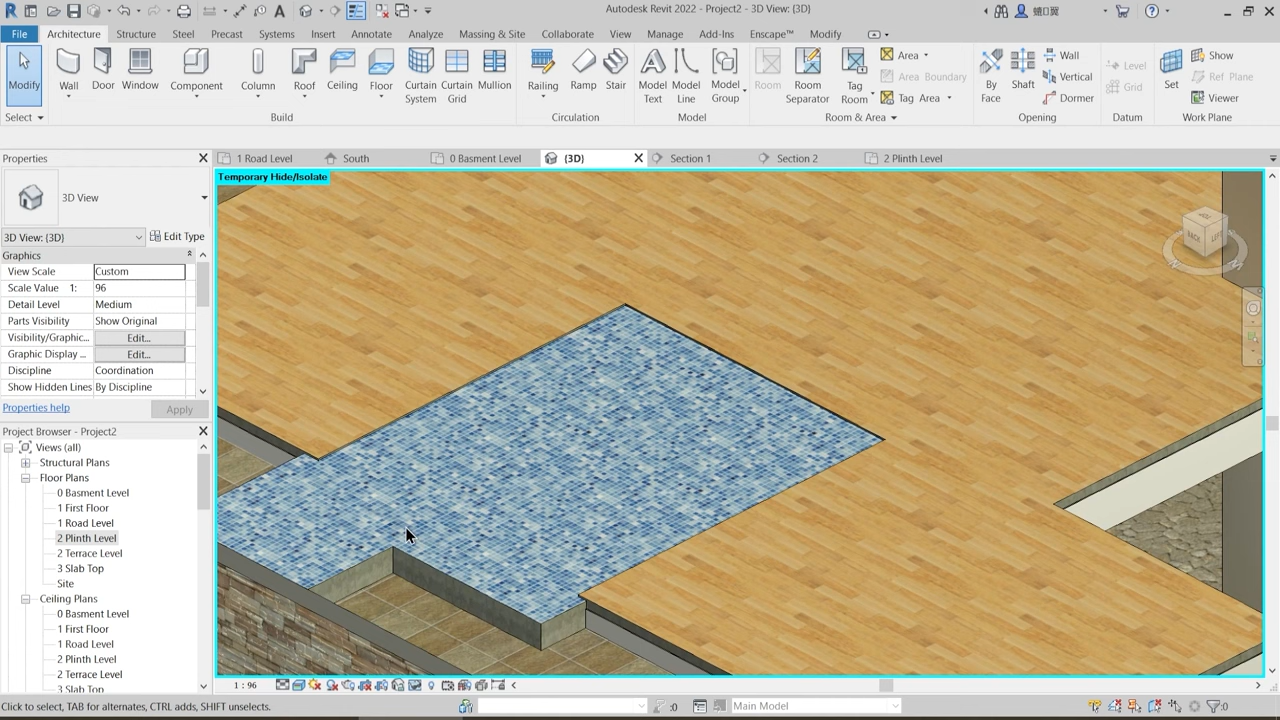 Autodesk Revit 2022 - Project2 - 3D View: {3D}
File Architecture Structure Steel Precast Systems Insert Annotate Analyze Massing & Site Collaborate View Manage Add-Ins Enscape™ Modify
Modify Wall Door Window Component Column Roof Ceiling Floor Curtain System Curtain Grid Mullion Railing Ramp Stair Model Text Model Line Model Group Room Room Separator Tag Room Area Area Boundary Tag Area By Face Shaft Wall Vertical Dormer Level Grid Set Show Ref Plane Viewer
Select Build Circulation Model Room & Area Opening Datum Work Plane
Properties
1 Road Level South 0 Basment Level {3D} Section 1 Section 2 2 Plinth Level
Temporary Hide/Isolate
3D View
3D View: {3D} Edit Type
Graphics
View Scale Custom
Scale Value 1: 96
Detail Level Medium
Parts Visibility Show Original
Visibility/Graphic... Edit...
Graphic Display ... Edit...
Discipline Coordination
Show Hidden Lines By Discipline
Properties help Apply
Project Browser - Project2
Views (all)
Structural Plans
Floor Plans
0 Basment Level
1 First Floor
1 Road Level
2 Plinth Level
2 Terrace Level
3 Slab Top
Site
Ceiling Plans
0 Basment Level
1 First Floor
1 Road Level
2 Plinth Level
2 Terrace Level
3 Slab Top
TOP
BACK LEFT
1 : 96
Click to select, TAB for alternates, CTRL adds, SHIFT unselects. :0 Main Model :0